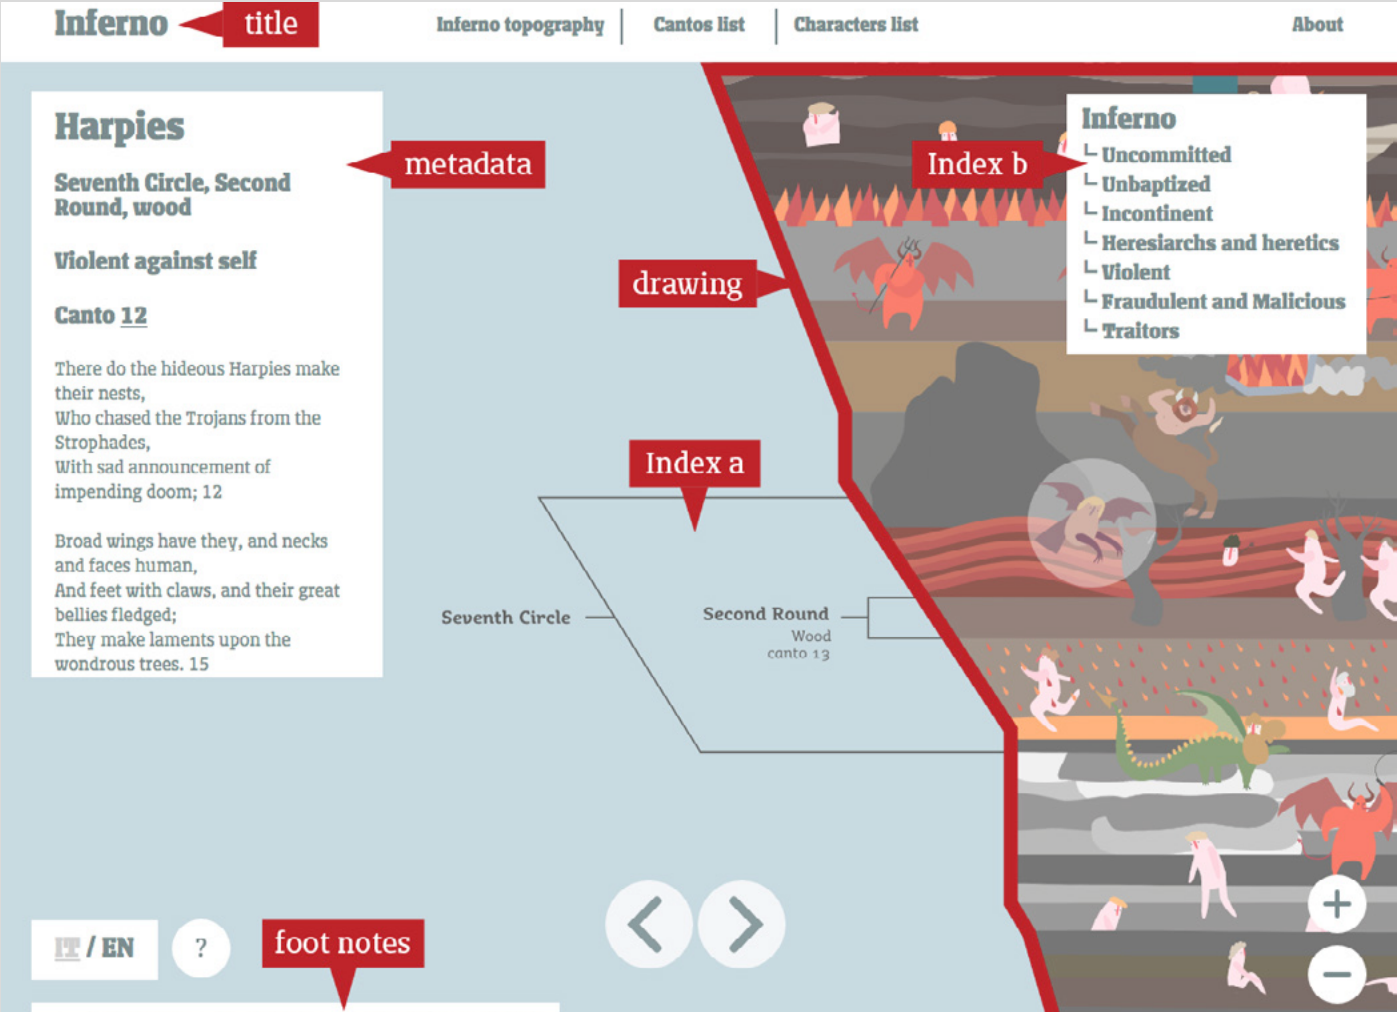 Inferno
title
Inferno topography
Cantos list
Characters list
About
Harpies
Seventh Circle, Second
Round, wood
Violent against self
Canto 12
There do the hideous Harpies make
their nests,
Who chased the Trojans from the
Strophades,
With sad announcement of
impending doom; 12
Broad wings have they, and necks
and faces human,
And feet with claws, and their great
bellies fledged;
They make laments upon the
wondrous trees. 15
metadata
drawing
Index b
Inferno
Uncommitted
Unbaptized
Incontinent
Heresiarchs and heretics
Violent
Fraudulent and Malicious
Traitors
Index a
Seventh Circle
Second Round
Wood
canto 13
IT / EN
?
foot notes